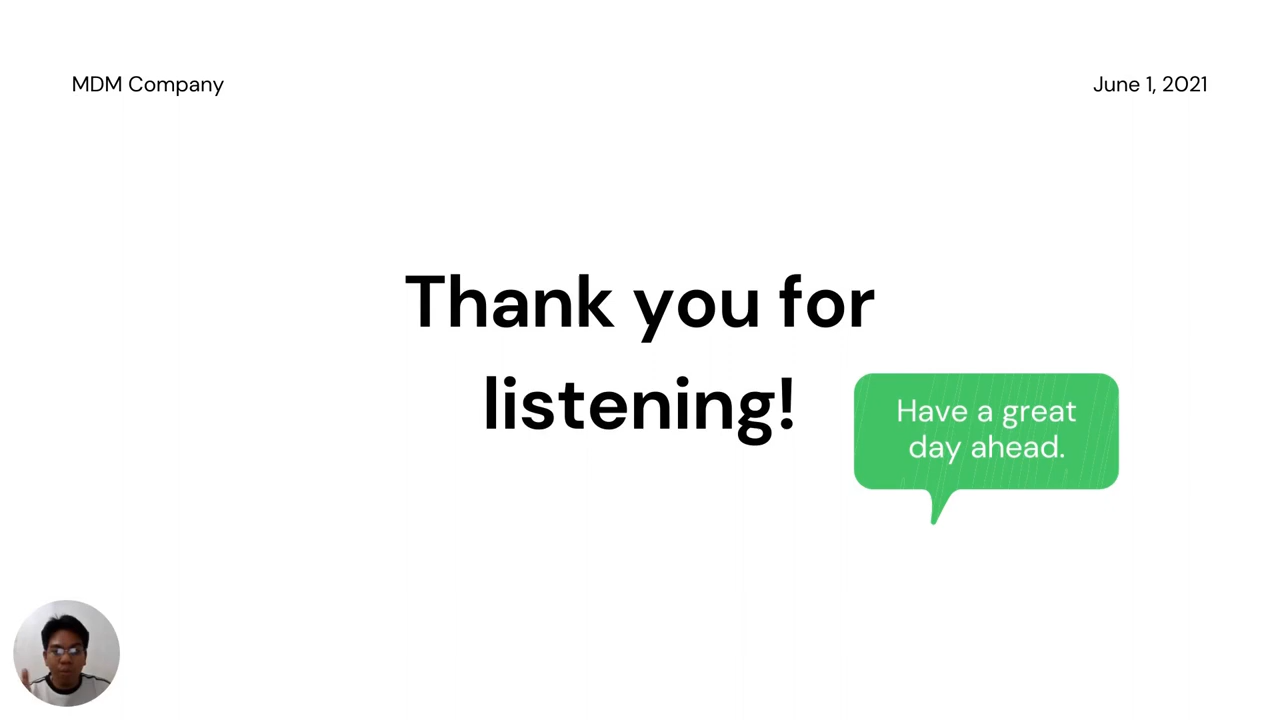 MDM Company
June 1, 2021
Thank you for
listening!
Have a great
day ahead.